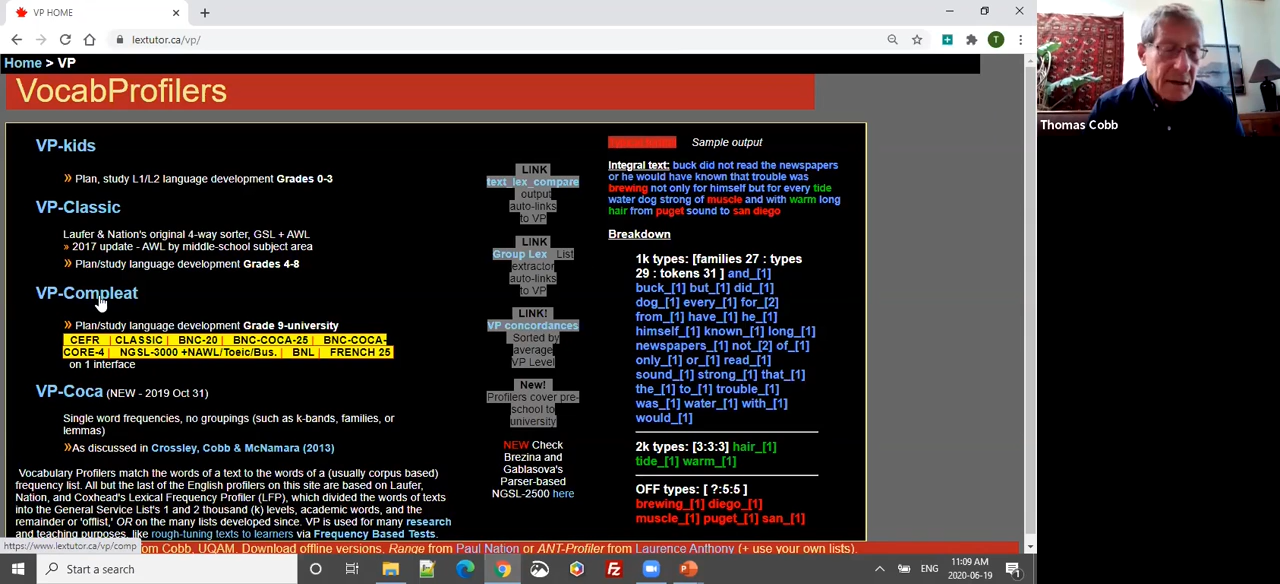 VP HOME
lextutor.ca/vp/
T
Home > VP
VocabProfilers
VP-kids
» Plan, study L1/L2 language development Grades 0-3
VP-Classic
Laufer & Nation's original 4-way sorter, GSL + AWL
» 2017 update - AWL by middle-school subject area
» Plan/study language development Grades 4-8
VP-Compleat
» Plan/study language development Grade 9-university
CEFR | CLASSIC | BNC-20 | BNC-COCA-25 | BNC-COCA-
CORE-4 | NGSL-3000 +NAWL/Toeic/Bus. | BNL | FRENCH 25
on 1 interface
VP-Coca (NEW - 2019 Oct 31)
Single word frequencies, no groupings (such as k-bands, families, or
lemmas)
»As discussed in Crossley, Cobb & McNamara (2013)
Vocabulary Profilers match the words of a text to the words of a (usually corpus based)
frequency list. All but the last of the English profilers on this site are based on Laufer,
Nation, and Coxhead's Lexical Frequency Profiler (LFP), which divided the words of texts
into the General Service List's 1 and 2 thousand (k) levels, academic words, and the
remainder or 'offlist,' OR on the many lists developed since. VP is used for many research
and teaching purposes, like rough-tuning texts to learners via Frequency Based Tests.
LINK
text_lex_compare
output
auto-links
to VP
LINK
Group Lex List
extractor
auto-links
to VP
LINK!
VP concordances
Sorted by
average
VP Level
New!
Profilers cover pre-
school to
university
NEW Check
Brezina and
Gablasova's
Parser-based
NGSL-2500 here
Sample output
Integral text: buck did not read the newspapers
or he would have known that trouble was
brewing not only for himself but for every tide
water dog strong of muscle and with warm long
hair from puget sound to san diego
Breakdown
1k types: [families 27 : types
29 : tokens 31 ] and_[1]
buck_[1] but_[1] did_[1]
dog_[1] every_[1] for_[2]
from_[1] have_[1] he_[1]
himself_[1] known_[1] long_[1]
newspapers_[1] not_[2] of_[1]
only_[1] or_[1] read_[1]
sound_[1] strong_[1] that_[1]
the_[1] to_[1] trouble_[1]
was_[1] water_[1] with_[1]
would_[1]
2k types: [3:3:3] hair_[1]
tide_[1] warm_[1]
OFF types: [ ?:5:5 ]
brewing_[1] diego_[1]
muscle_[1] puget_[1] san_[1]
https://www.lextutor.ca/vp/comp
om Cobb, UQAM. Download offline versions, Range from Paul Nation or ANT-Profiler from Laurence Anthony (+ use your own lists).
Type here to search
ENG
11:09 AM
2020-06-19
Thomas Cobb